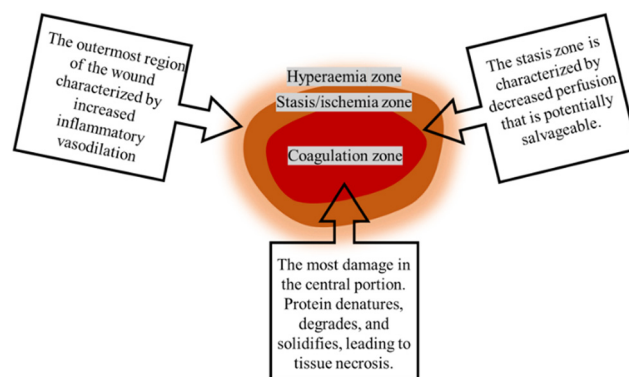 The outermost region
of the wound
characterized by
increased
inflammatory
vasodilation
Hyperaemia zone
Stasis/ischemia zone
Coagulation zone
The stasis zone is
characterized by
decreased perfusion
that is potentially
salvageable.
The most damage in
the central portion.
Protein denatures,
degrades, and
solidifies, leading to
tissue necrosis.